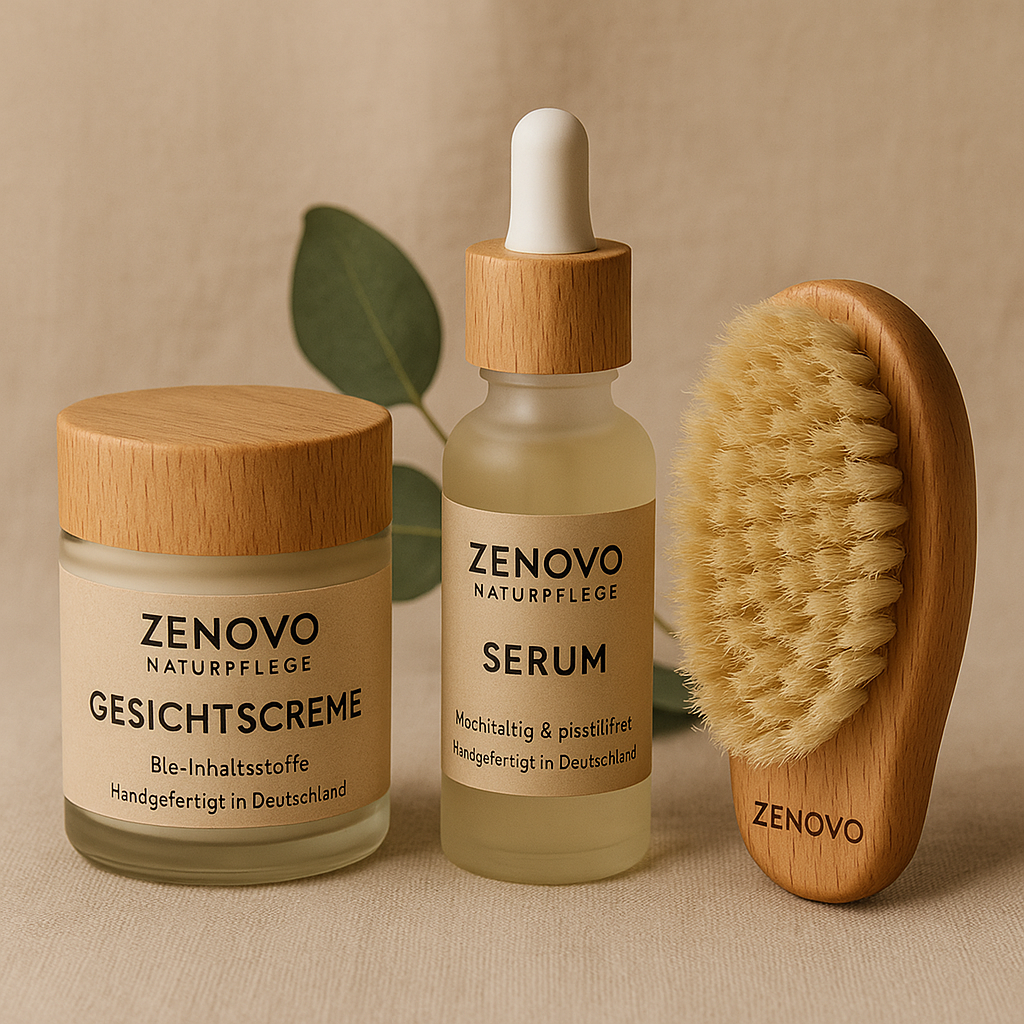 ZENOVO
NATURPFLEGE
GESICHTSCREME
Ble-Inhaltsstoffe
Handgefertigt in Deutschland
ZENOVO
NATURPFLEGE
SERUM
Mochitaltig & pisstilifret
Handgefertigt in Deutschland
ZENOVO